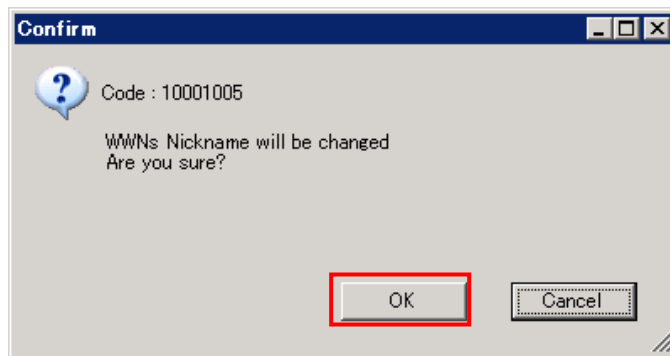 Confirm
Code : 10001005
WWNs Nickname will be changed
Are you sure?
OK
Cancel